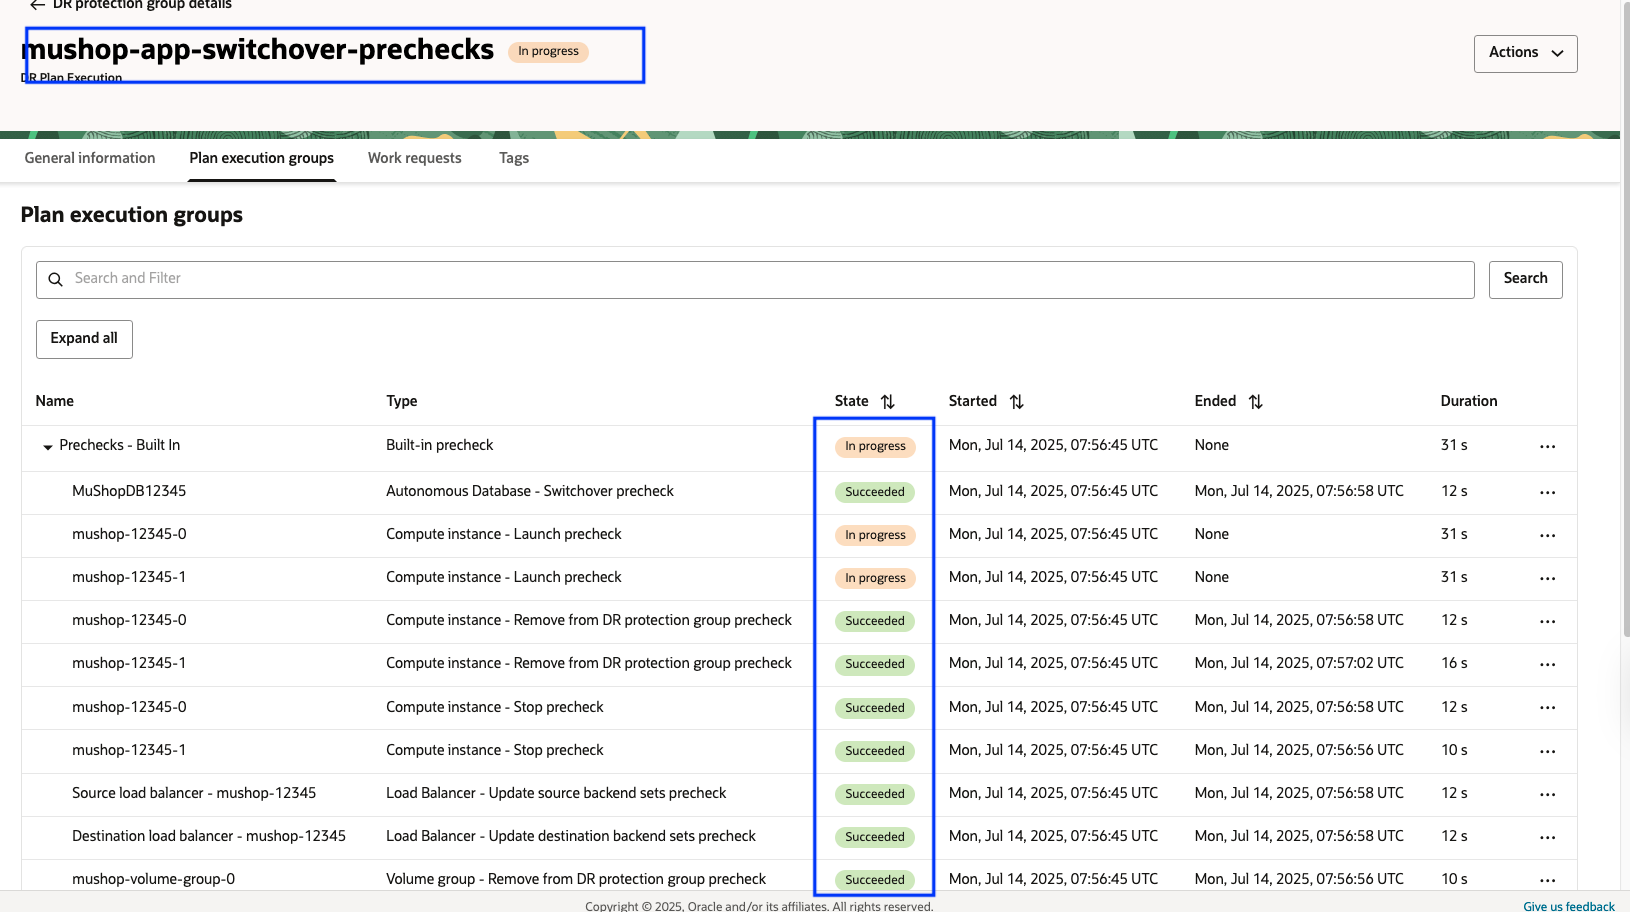 DR protection group details
mushop-app-switchover-prechecks In progress
DR Plan Execution
Actions
General information Plan execution groups Work requests Tags
Plan execution groups
Search and Filter Search
Expand all
Name Type State Started Ended Duration
Prechecks - Built In Built-in precheck In progress Mon, Jul 14, 2025, 07:56:45 UTC None 31 s
MuShopDB12345 Autonomous Database - Switchover precheck Succeeded Mon, Jul 14, 2025, 07:56:45 UTC Mon, Jul 14, 2025, 07:56:58 UTC 12 s
mushop-12345-0 Compute instance - Launch precheck In progress Mon, Jul 14, 2025, 07:56:45 UTC None 31 s
mushop-12345-1 Compute instance - Launch precheck In progress Mon, Jul 14, 2025, 07:56:45 UTC None 31 s
mushop-12345-0 Compute instance - Remove from DR protection group precheck Succeeded Mon, Jul 14, 2025, 07:56:45 UTC Mon, Jul 14, 2025, 07:56:58 UTC 12 s
mushop-12345-1 Compute instance - Remove from DR protection group precheck Succeeded Mon, Jul 14, 2025, 07:56:45 UTC Mon, Jul 14, 2025, 07:57:02 UTC 16 s
mushop-12345-0 Compute instance - Stop precheck Succeeded Mon, Jul 14, 2025, 07:56:45 UTC Mon, Jul 14, 2025, 07:56:58 UTC 12 s
mushop-12345-1 Compute instance - Stop precheck Succeeded Mon, Jul 14, 2025, 07:56:45 UTC Mon, Jul 14, 2025, 07:56:56 UTC 10 s
Source load balancer - mushop-12345 Load Balancer - Update source backend sets precheck Succeeded Mon, Jul 14, 2025, 07:56:45 UTC Mon, Jul 14, 2025, 07:56:58 UTC 12 s
Destination load balancer - mushop-12345 Load Balancer - Update destination backend sets precheck Succeeded Mon, Jul 14, 2025, 07:56:45 UTC Mon, Jul 14, 2025, 07:56:58 UTC 12 s
mushop-volume-group-0 Volume group - Remove from DR protection group precheck Succeeded Mon, Jul 14, 2025, 07:56:45 UTC Mon, Jul 14, 2025, 07:56:56 UTC 10 s
Copyright © 2025, Oracle and/or its affiliates. All rights reserved. Give us feedback